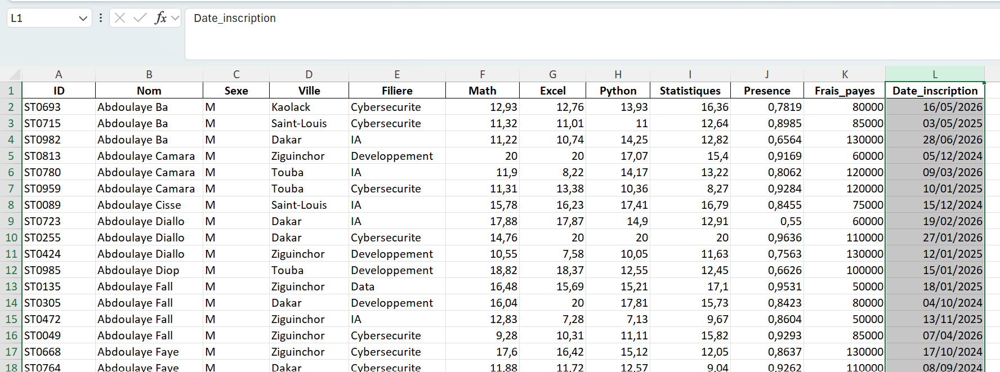 L1 fx Date_inscription
A B C D E F G H I J K L
1 ID Nom Sexe Ville Filiere Math Excel Python Statistiques Presence Frais_payes Date_inscription
2 ST0693 Abdoulaye Ba M Kaolack Cybersecurite 12,93 12,76 13,93 16,36 0,7819 80000 16/05/2026
3 ST0715 Abdoulaye Ba M Saint-Louis Cybersecurite 11,32 11,01 11 12,64 0,8985 85000 03/05/2025
4 ST0982 Abdoulaye Ba M Dakar IA 11,22 10,74 14,25 12,82 0,6564 130000 28/06/2026
5 ST0813 Abdoulaye Camara M Ziguinchor Developpement 20 20 17,07 15,4 0,9169 60000 05/12/2024
6 ST0780 Abdoulaye Camara M Touba IA 11,9 8,22 14,17 13,22 0,8062 120000 09/03/2026
7 ST0959 Abdoulaye Camara M Touba Cybersecurite 11,31 13,38 10,36 8,27 0,9284 120000 10/01/2025
8 ST0089 Abdoulaye Cisse M Saint-Louis IA 15,78 16,23 17,41 16,79 0,8455 75000 15/12/2024
9 ST0723 Abdoulaye Diallo M Dakar IA 17,88 17,87 14,9 12,91 0,55 60000 19/02/2026
10 ST0255 Abdoulaye Diallo M Dakar Cybersecurite 14,76 20 20 20 0,9636 110000 27/01/2026
11 ST0424 Abdoulaye Diallo M Ziguinchor Developpement 10,55 7,58 10,05 11,63 0,7563 130000 12/01/2025
12 ST0985 Abdoulaye Diop M Touba Developpement 18,82 18,37 12,55 12,45 0,6626 100000 15/01/2026
13 ST0135 Abdoulaye Fall M Ziguinchor Data 16,48 15,69 15,21 17,1 0,9531 50000 18/01/2025
14 ST0305 Abdoulaye Fall M Dakar Developpement 16,04 20 17,81 15,73 0,8423 80000 04/10/2024
15 ST0472 Abdoulaye Fall M Ziguinchor IA 12,83 7,28 7,13 9,67 0,8604 50000 13/11/2025
16 ST0049 Abdoulaye Fall M Ziguinchor Cybersecurite 9,28 10,31 11,11 15,82 0,9293 85000 07/04/2026
17 ST0668 Abdoulaye Faye M Ziguinchor Cybersecurite 17,6 16,42 15,12 12,05 0,8637 130000 17/10/2024
18 ST0764 Abdoulaye Faye M Dakar Cybersecurite 11,88 11,72 12,57 9,04 0,9262 110000 08/09/2024